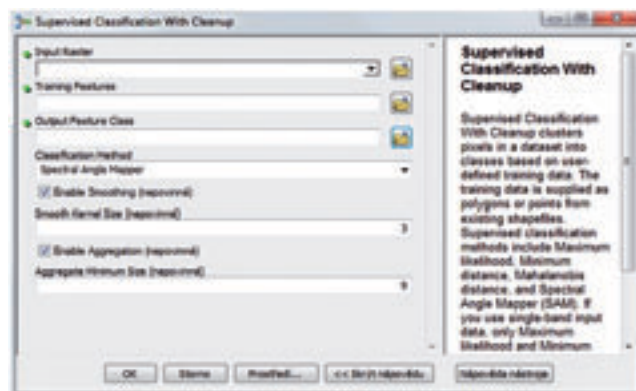 Supervised Classification With Cleanup
Input Raster
Training Features
Output Feature Class
Classification Method
Spectral Angle Mapper
Enable Smoothing (nepovinné)
Smooth Kernel Size (nepovinné)
3
Enable Aggregation (nepovinné)
Aggregate Minimum Size (nepovinné)
9
OK
Storno
Prostředí...
<< Skrýt nápovědu
Supervised
Classification With
Cleanup
Supervised Classification
With Cleanup clusters
pixels in a dataset into
classes based on user-
defined training data. The
training data is supplied as
polygons or points from
existing shapefiles.
Supervised classification
methods include Maximum
likelihood, Minimum
distance, Mahalanobis
distance, and Spectral
Angle Mapper (SAM). If
you use single-band input
data, only Maximum
likelihood and Minimum
Nápověda nástroje